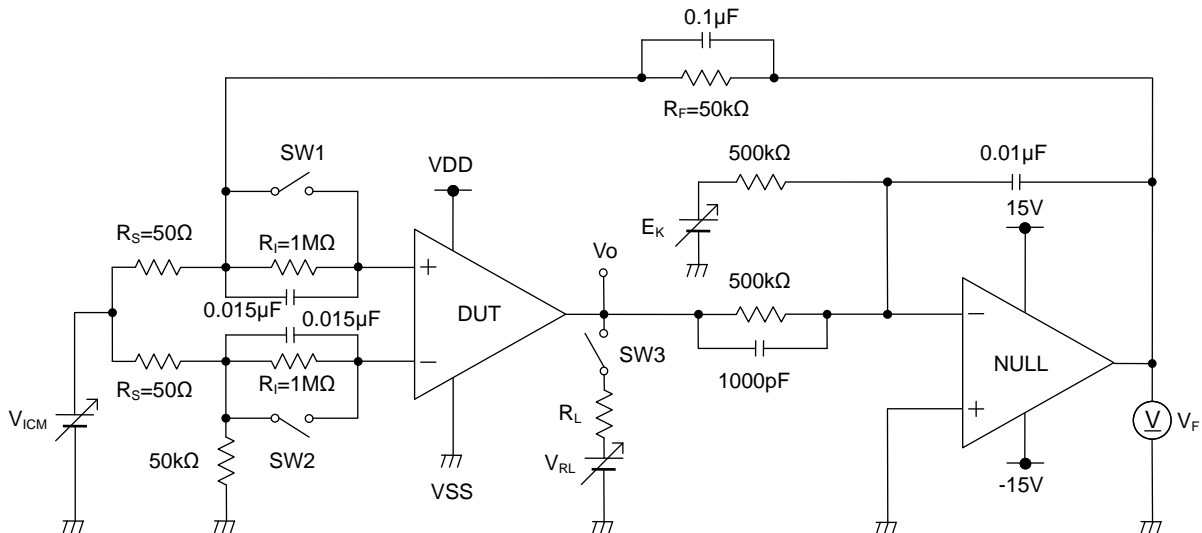 0.1µF
RF=50kΩ
SW1
VDD
500kΩ
0.01µF
15V
RS=50Ω
RI=1MΩ
EK
Vo
0.015µF
0.015µF
+
DUT
−
500kΩ
SW3
−
NULL
+
RS=50Ω
RI=1MΩ
1000pF
VICM
RL
V
VF
50kΩ
SW2
VRL
VSS
-15V